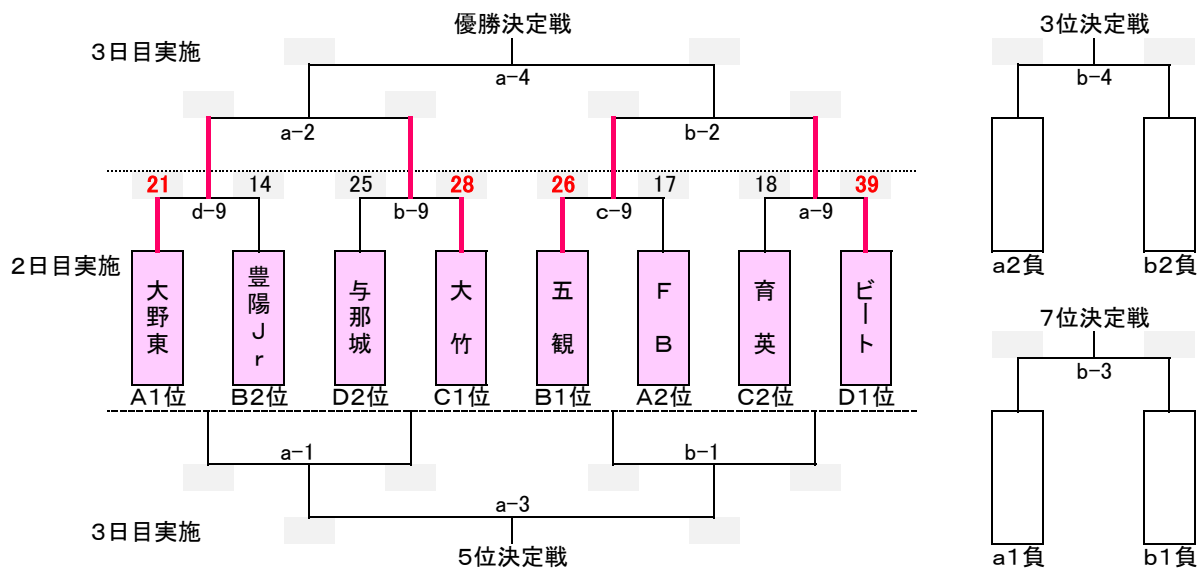 優勝決定戦
3位決定戦
3日目実施
a-4
b-4
a-2
b-2
21
14
25
28
26
17
18
39
d-9
b-9
c-9
a-9
2日目実施
大野東
豊陽Jr
与那城
大竹
五観
FB
育英
ビート
a2負
b2負
A1位
B2位
D2位
C1位
B1位
A2位
C2位
D1位
7位決定戦
b-3
a-1
b-1
a-3
3日目実施
5位決定戦
a1負
b1負